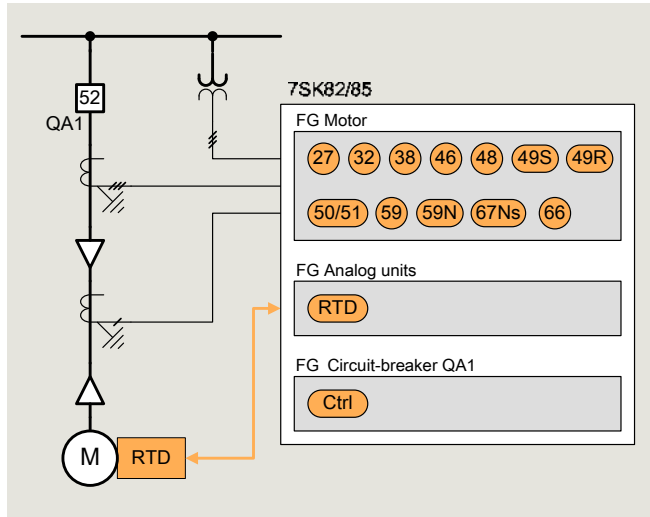 52
QA1
7SK82/85
FG Motor
27 32 38 46 48 49S 49R
50/51 59 59N 67Ns 66
FG Analog units
RTD
FG Circuit-breaker QA1
Ctrl
M RTD